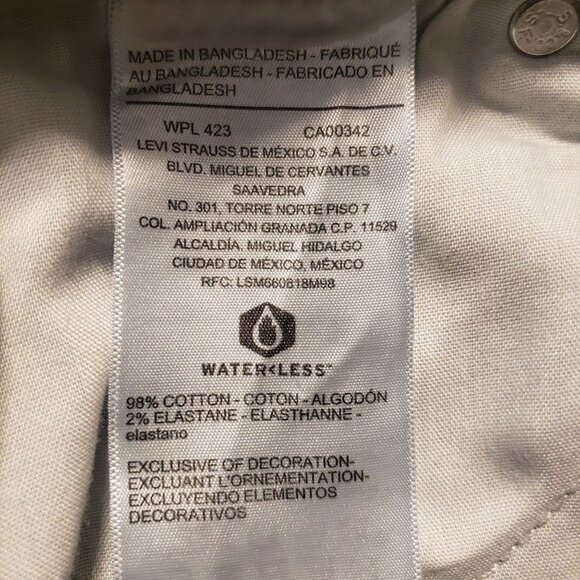 MADE IN BANGLADESH - FABRIQUÉ
AU BANGLADESH - FABRICADO EN
BANGLADESH
WPL 423 CA00342
LEVI STRAUSS DE MÉXICO S.A. DE C.V.
BLVD. MIGUEL DE CERVANTES
SAAVEDRA
NO. 301, TORRE NORTE PISO 7
COL. AMPLIACIÓN GRANADA C.P. 11529
ALCALDÍA. MIGUEL HIDALGO
CIUDAD DE MÉXICO, MÉXICO
RFC: LSM660818M98
WATER<LESS™
98% COTTON - COTON - ALGODÓN
2% ELASTANE - ELASTHANNE -
elastano
EXCLUSIVE OF DECORATION-
EXCLUANT L'ORNEMENTATION-
EXCLUYENDO ELEMENTOS
DECORATIVOS